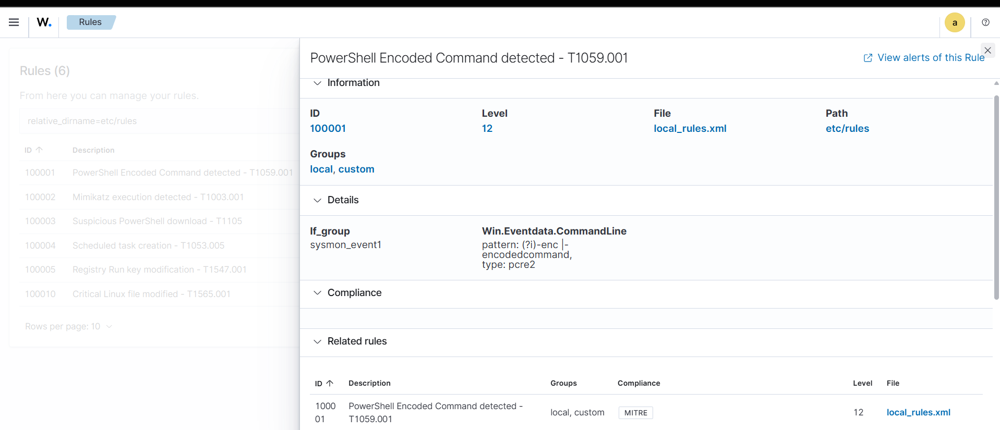 W.
Rules
a
Rules (6)
From here you can manage your rules.
relative_dirname=etc/rules
ID Description
100001 PowerShell Encoded Command detected - T1059.001
100002 Mimikatz execution detected - T1003.001
100003 Suspicious PowerShell download - T1105
100004 Scheduled task creation - T1053.005
100005 Registry Run key modification - T1547.001
100010 Critical Linux file modified - T1565.001
Rows per page: 10
PowerShell Encoded Command detected - T1059.001
View alerts of this Rule
Information
ID Level File Path
100001 12 local_rules.xml etc/rules
Groups
local, custom
Details
If_group Win.Eventdata.CommandLine
sysmon_event1 pattern: (?i)-enc |-
encodedcommand,
type: pcre2
Compliance
Related rules
ID Description Groups Compliance Level File
1000 PowerShell Encoded Command detected -
01 T1059.001
local, custom MITRE 12 local_rules.xml